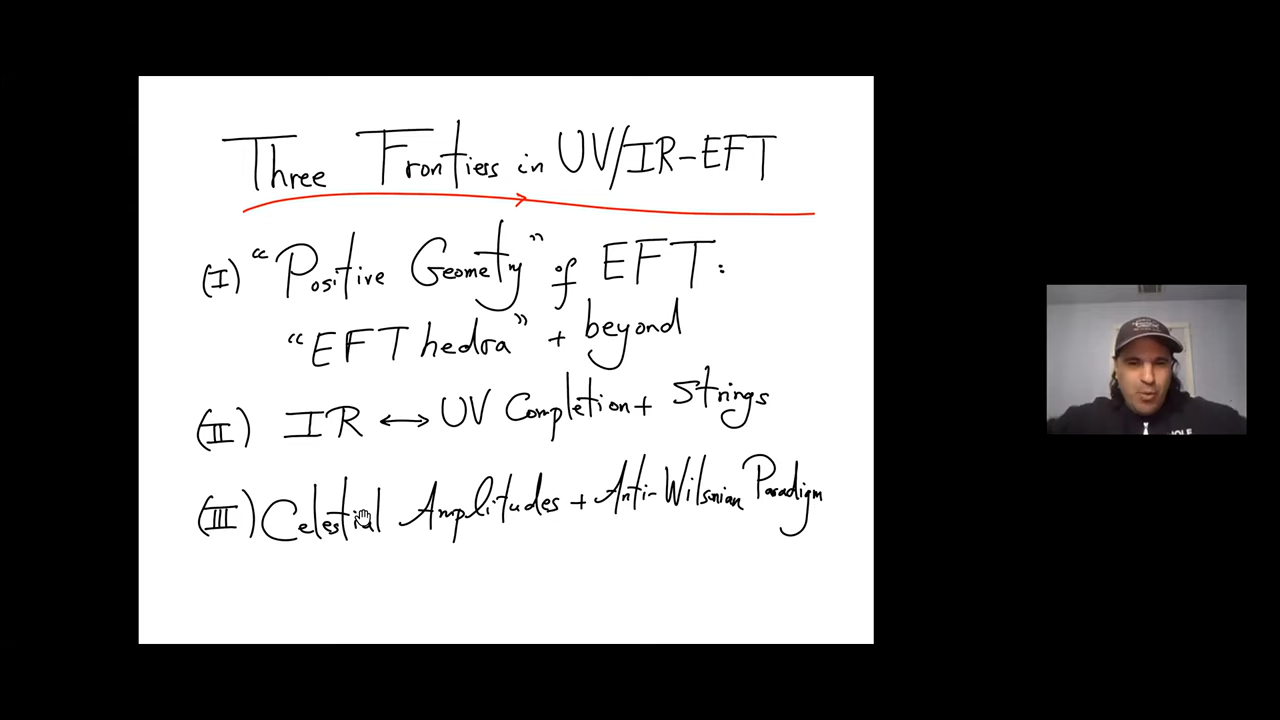 Three Frontiers in UV/IR-EFT
(I) "Positive Geometry" of EFT:
"EFThedra" + beyond
(II) IR ↔ UV Completion + Strings
(III) Celestial Amplitudes + Anti-Wilsonian Paradigm